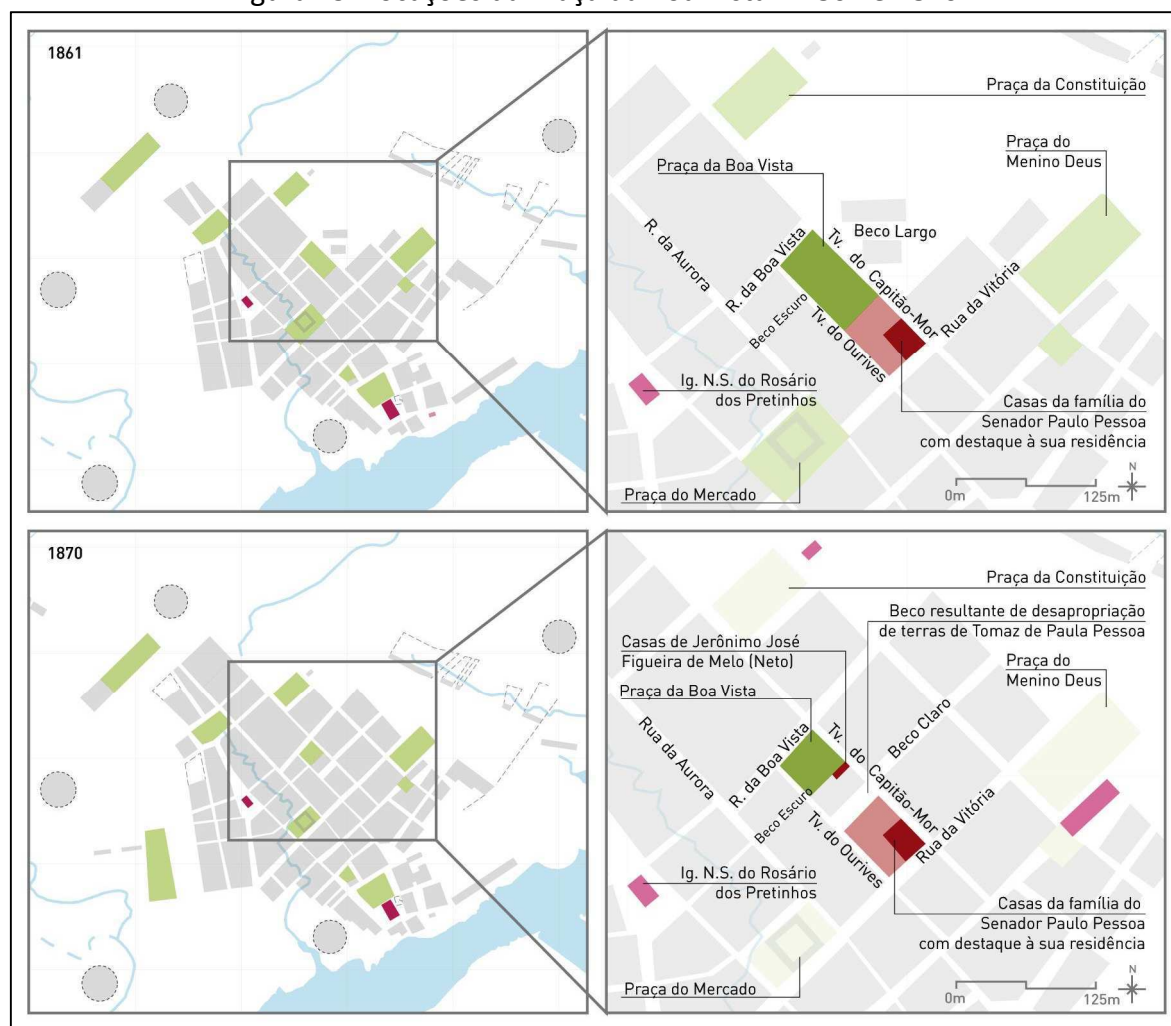 1861
Praça da Constituição
Praça do
Menino Deus
Praça da Boa Vista
Beco Largo
R. da Aurora
R. da Boa Vista
Tv. do Capitão-Mor
Rua da Vitória
Beco Escuro
Tv. do Ourives
Ig. N.S. do Rosário
dos Pretinhos
Casas da família do
Senador Paulo Pessoa
com destaque à sua residência
Praça do Mercado
N
0m
125m
1870
Praça da Constituição
Beco resultante de desapropriação
de terras de Tomaz de Paula Pessoa
Casas de Jerônimo José
Figueira de Melo (Neto)
Praça do
Menino Deus
Praça da Boa Vista
Rua da Aurora
R. da Boa Vista
Tv. do Capitão-Mor
Beco Claro
Rua da Vitória
Beco Escuro
Tv. do Ourives
Ig. N.S. do Rosário
dos Pretinhos
Casas da família do
Senador Paulo Pessoa
com destaque à sua residência
Praça do Mercado
N
0m
125m